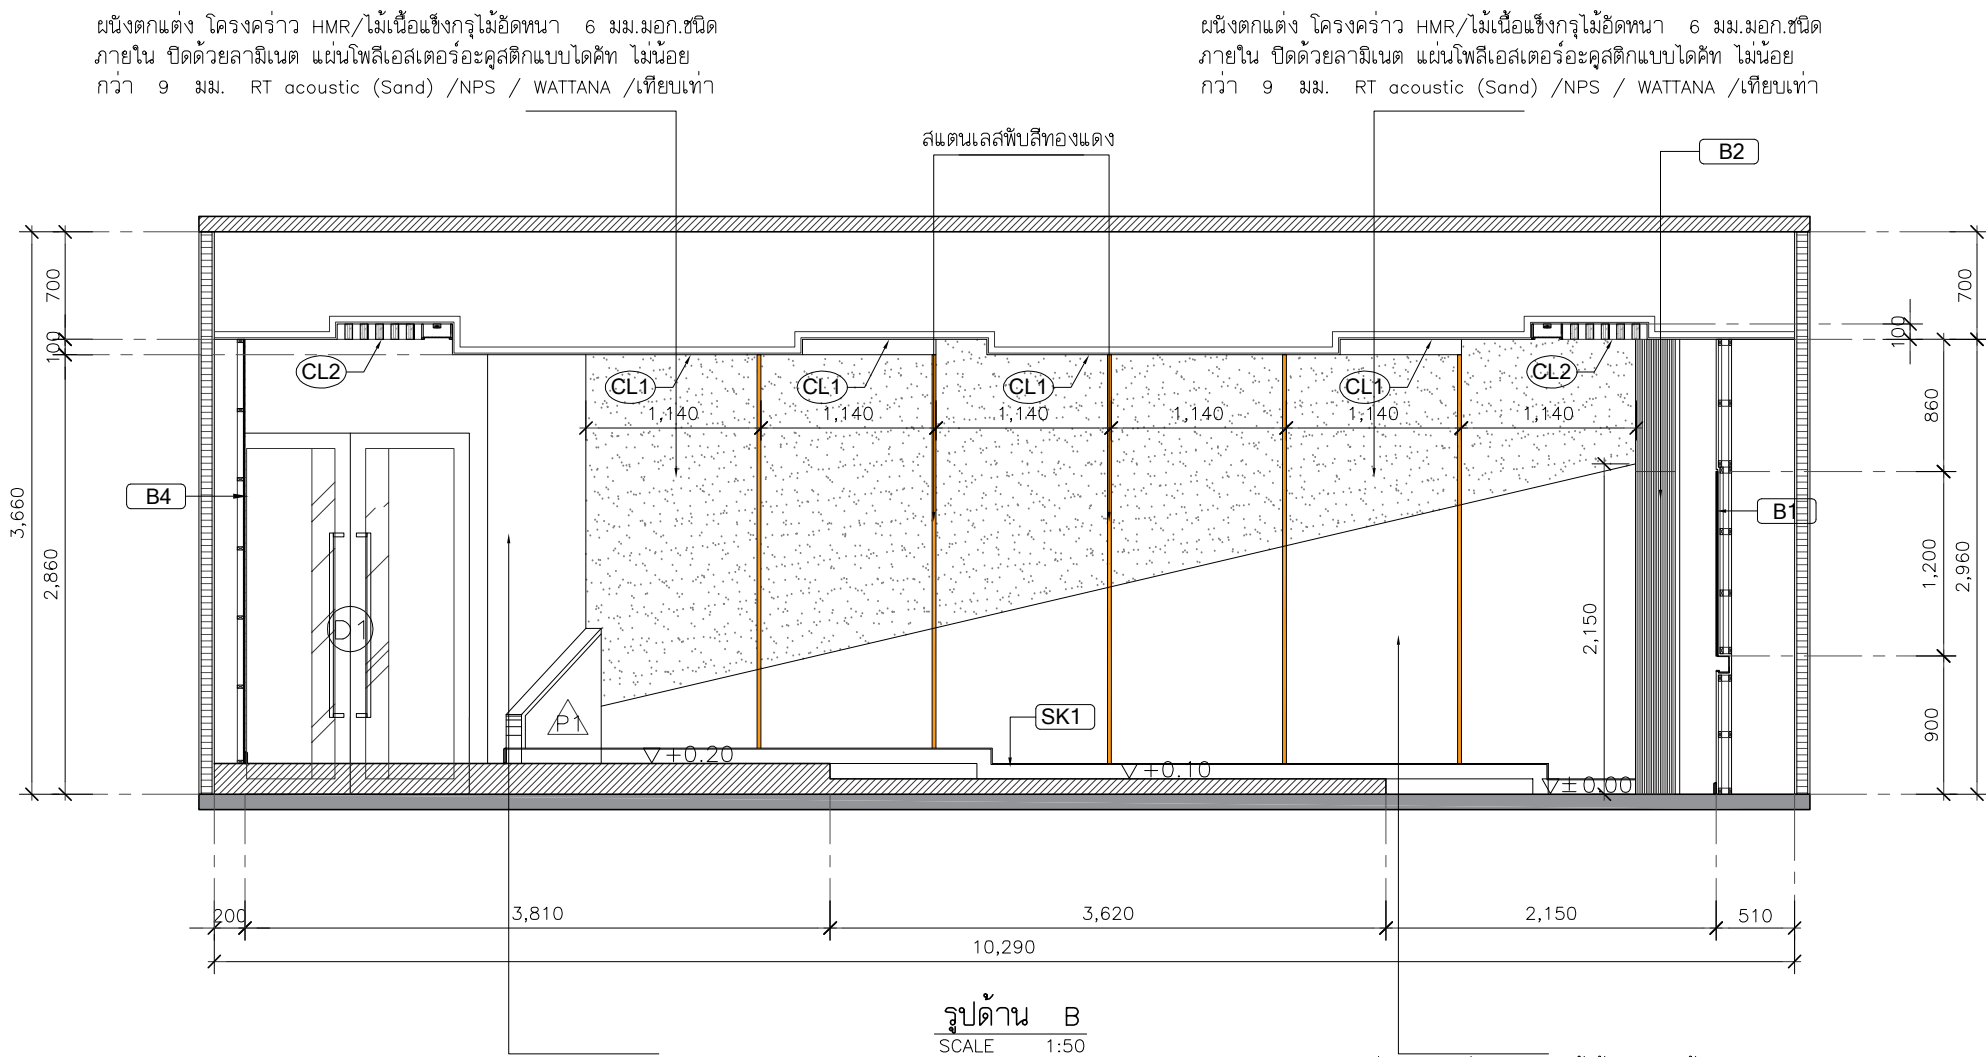 ผนังตกแต่ง โครงคร่าว HMR/ไม้เนื้อแข็งกรุไม้อัดหนา 6 มม.มอก.ชนิด
ภายใน ปิดด้วยลามิเนต แผ่นโพลีเอสเตอร์อะคูสติกแบบไดคัท ไม่น้อย
กว่า 9 มม. RT acoustic (Sand) /NPS / WATTANA /เทียบเท่า
ผนังตกแต่ง โครงคร่าว HMR/ไม้เนื้อแข็งกรุไม้อัดหนา 6 มม.มอก.ชนิด
ภายใน ปิดด้วยลามิเนต แผ่นโพลีเอสเตอร์อะคูสติกแบบไดคัท ไม่น้อย
กว่า 9 มม. RT acoustic (Sand) /NPS / WATTANA /เทียบเท่า
สแตนเลสพับสีทองแดง
B2
700
700
100
100
CL2
CL1
CL1
CL1
CL1
CL2
1,140
1,140
1,140
1,140
1,140
1,140
860
3,660
2,860
B4
B1
1,200
2,960
D1
2,150
P1
SK1
900
+0.20
+0.10
±0.00
200
3,810
3,620
2,150
510
10,290
รูปด้าน B
SCALE 1:50